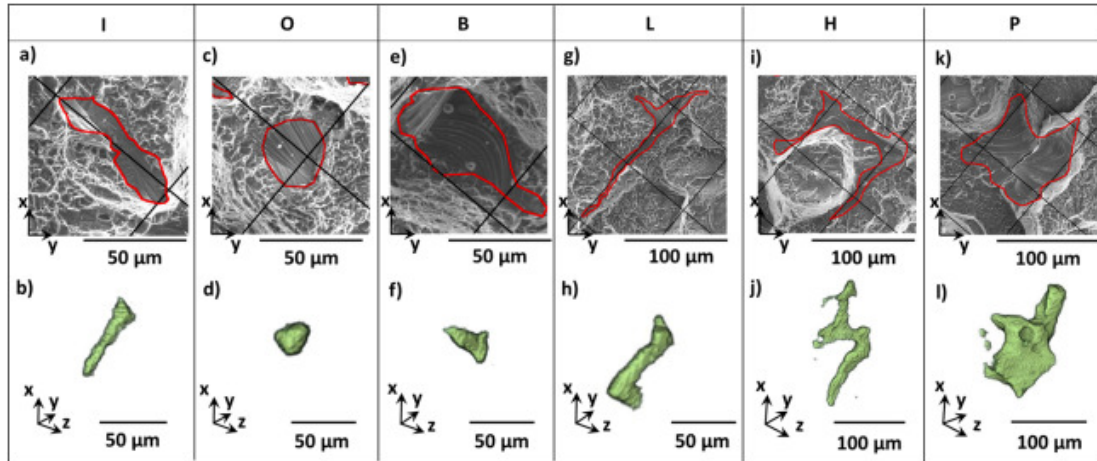 I O B L H P
a) c) e) g) i) k)
x x x x x x
y y y y y y
50 µm 50 µm 50 µm 100 µm 100 µm 100 µm
b) d) f) h) j) l)
x y z x y z x y z x y z x y z x y z
50 µm 50 µm 50 µm 50 µm 100 µm 100 µm